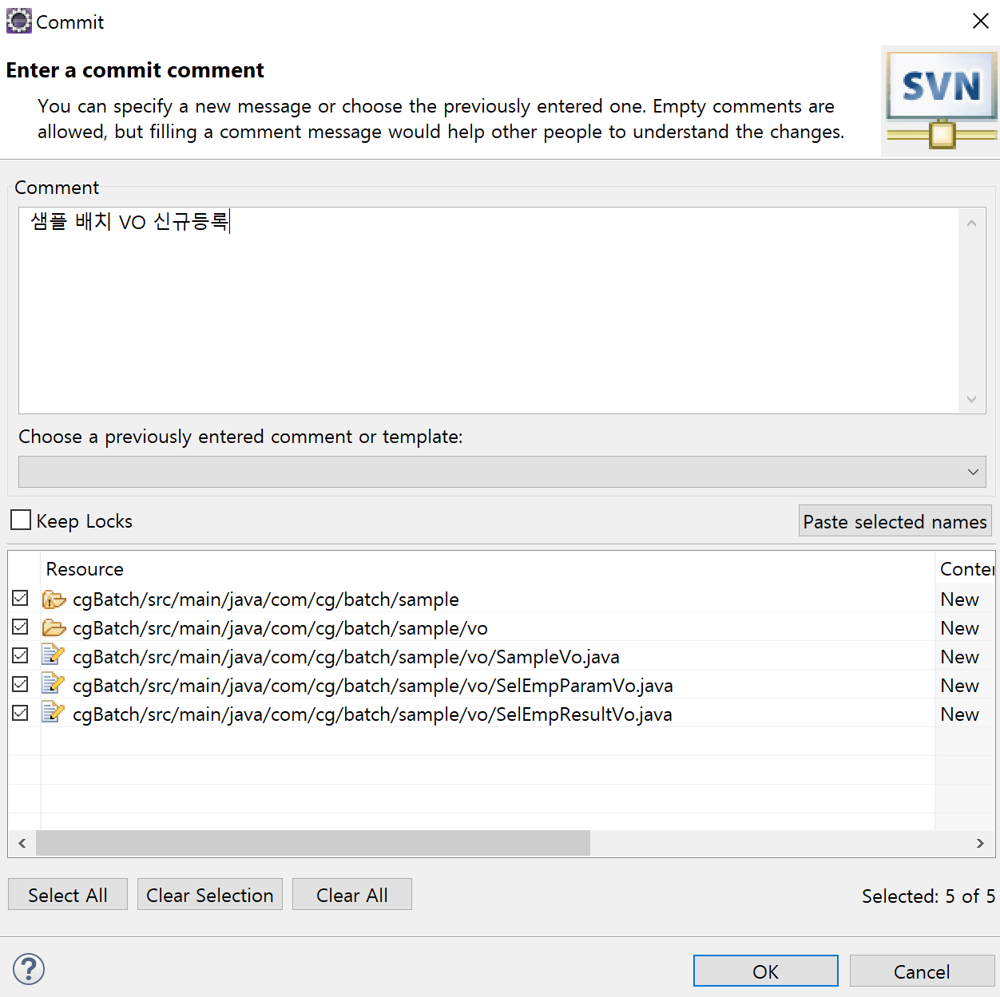 Commit
Enter a commit comment
You can specify a new message or choose the previously entered one. Empty comments are
allowed, but filling a comment message would help other people to understand the changes.
SVN
Comment
샘플 배치 VO 신규등록
Choose a previously entered comment or template:
Keep Locks
Paste selected names
Resource Conter
cgBatch/src/main/java/com/cg/batch/sample New
cgBatch/src/main/java/com/cg/batch/sample/vo New
cgBatch/src/main/java/com/cg/batch/sample/vo/SampleVo.java New
cgBatch/src/main/java/com/cg/batch/sample/vo/SelEmpParamVo.java New
cgBatch/src/main/java/com/cg/batch/sample/vo/SelEmpResultVo.java New
Select All Clear Selection Clear All Selected: 5 of 5
? OK Cancel